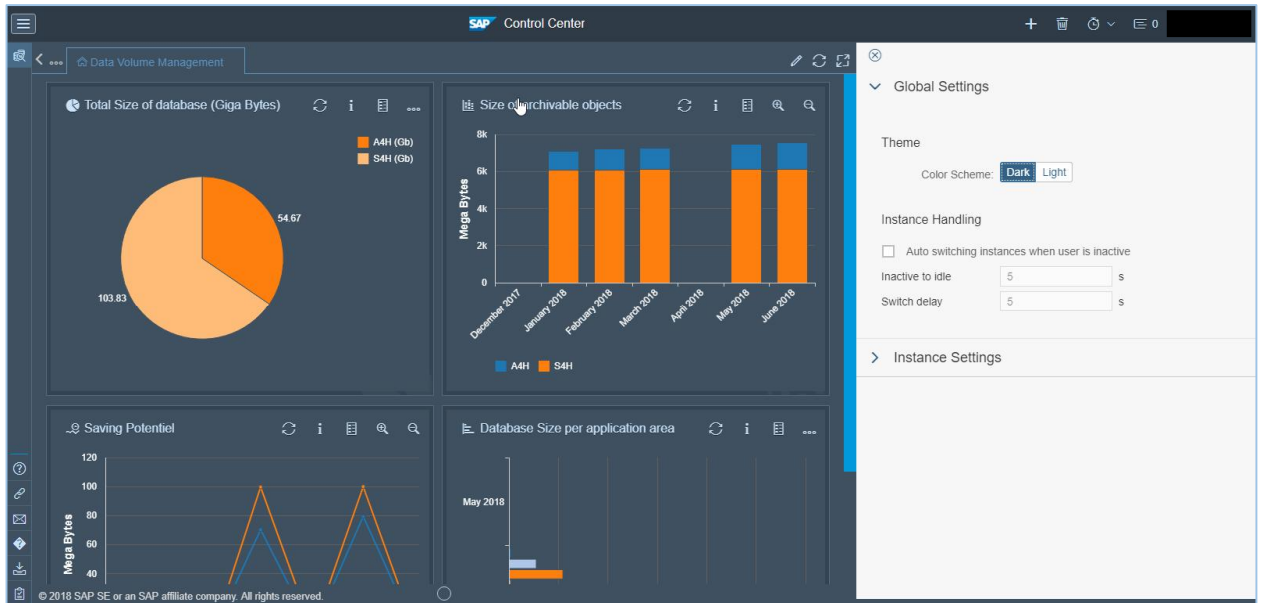 SAP Control Center
0
Data Volume Management
Total Size of database (Giga Bytes)
A4H (Gb)
S4H (Gb)
54.67
103.83
Size of archivable objects
8k
6k
4k
2k
0
Mega Bytes
December 2017
January 2018
February 2018
March 2018
April 2018
May 2018
June 2018
A4H
S4H
Saving Potentiel
120
100
80
60
40
Mega Bytes
Database Size per application area
May 2018
© 2018 SAP SE or an SAP affiliate company. All rights reserved.
Global Settings
Theme
Color Scheme: Dark Light
Instance Handling
Auto switching instances when user is inactive
Inactive to idle 5 s
Switch delay 5 s
Instance Settings